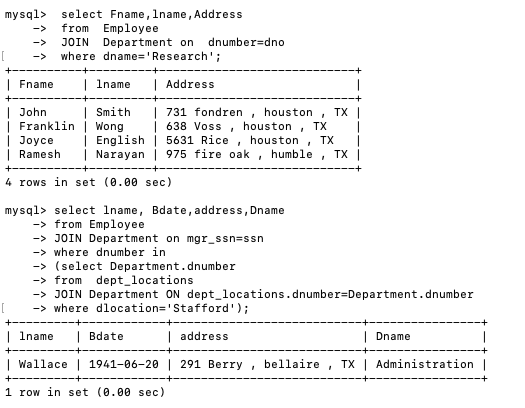 mysql>  select Fname,lname,Address
    ->  from  Employee
    ->  JOIN  Department on  dnumber=dno
[    ->  where dname='Research';
+----------+---------+-------------------------+
| Fname    | lname   | Address                 |
+----------+---------+-------------------------+
| John     | Smith   | 731 fondren , houston , TX |
| Franklin | Wong    | 638 Voss , houston , TX    |
| Joyce    | English | 5631 Rice , houston , TX   |
| Ramesh   | Narayan | 975 fire oak , humble , TX |
+----------+---------+-------------------------+
4 rows in set (0.00 sec)

mysql> select lname, Bdate,address,Dname
    -> from Employee
    -> JOIN Department on mgr_ssn=ssn
    -> where dnumber in
    -> (select Department.dnumber
    -> from  dept_locations
    -> JOIN Department ON dept_locations.dnumber=Department.dnumber
[    -> where dlocation='Stafford');
+---------+------------+-------------------------+----------------+
| lname   | Bdate      | address                 | Dname          |
+---------+------------+-------------------------+----------------+
| Wallace | 1941-06-20 | 291 Berry , bellaire , TX | Administration |
+---------+------------+-------------------------+----------------+
1 row in set (0.00 sec)